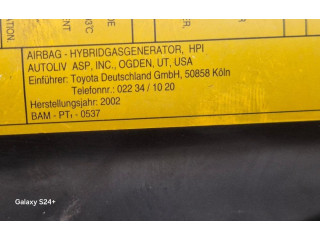 13°C
AIRBAG - HYBRIDGASGENERATOR, HPI
AUTOLIV ASP, INC., OGDEN, UT, USA
Einführer: Toyota Deutschland GmbH, 50858 Köln
Telefonnr.: 022 34 / 10 20
Herstellungsjahr: 2002
BAM - PT₁ - 0537
Galaxy S24+